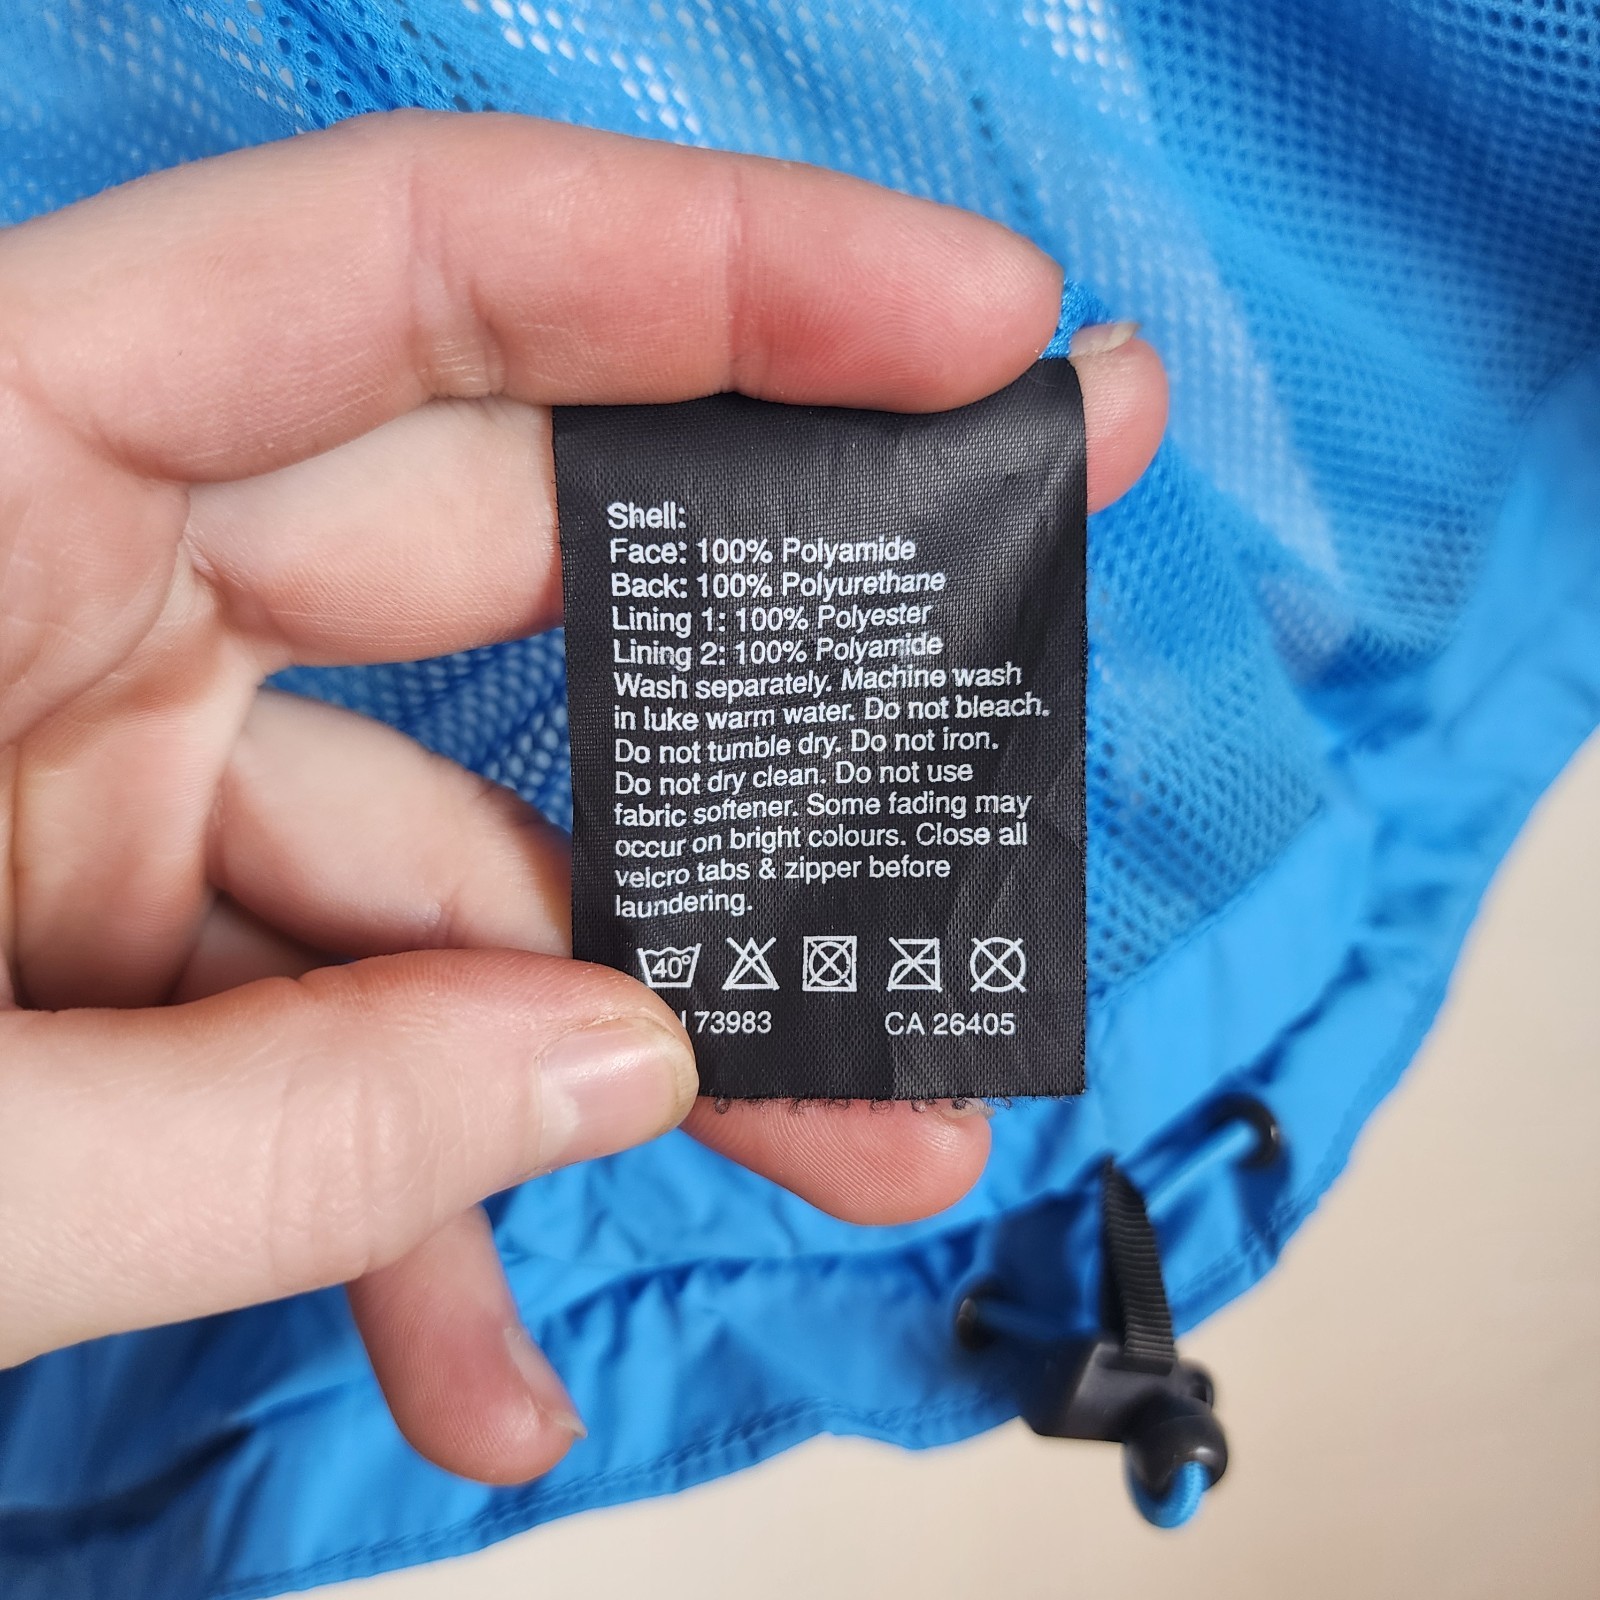 Shell:
Face: 100% Polyamide
Back: 100% Polyurethane
Lining 1: 100% Polyester
Lining 2: 100% Polyamide
Wash separately. Machine wash
in luke warm water. Do not bleach.
Do not tumble dry. Do not iron.
Do not dry clean. Do not use
fabric softener. Some fading may
occur on bright colours. Close all
velcro tabs & zipper before
laundering.
40°
73983 CA 26405